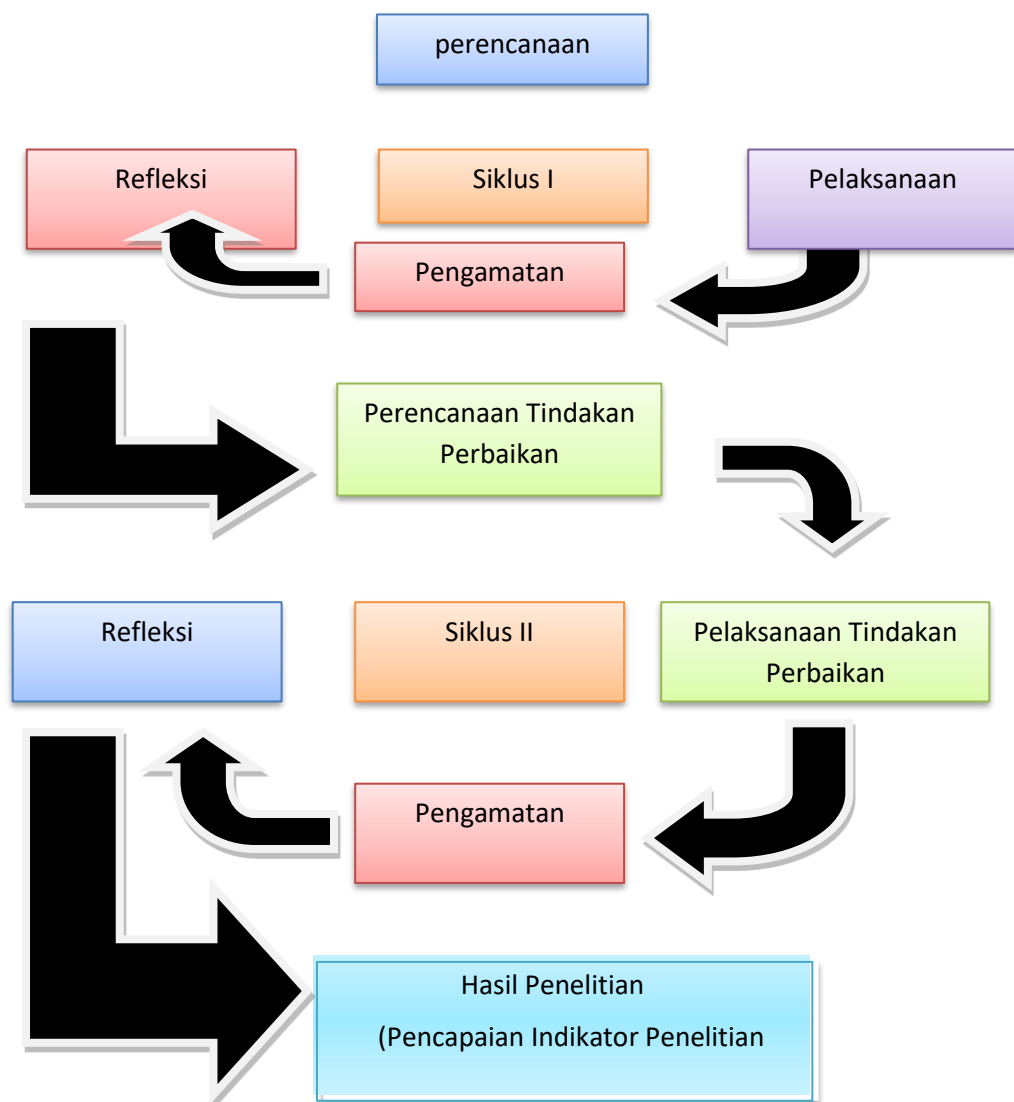 perencanaan
Refleksi
Siklus I
Pelaksanaan
Pengamatan
Perencanaan Tindakan
Perbaikan
Refleksi
Siklus II
Pelaksanaan Tindakan
Perbaikan
Pengamatan
Hasil Penelitian
(Pencapaian Indikator Penelitian